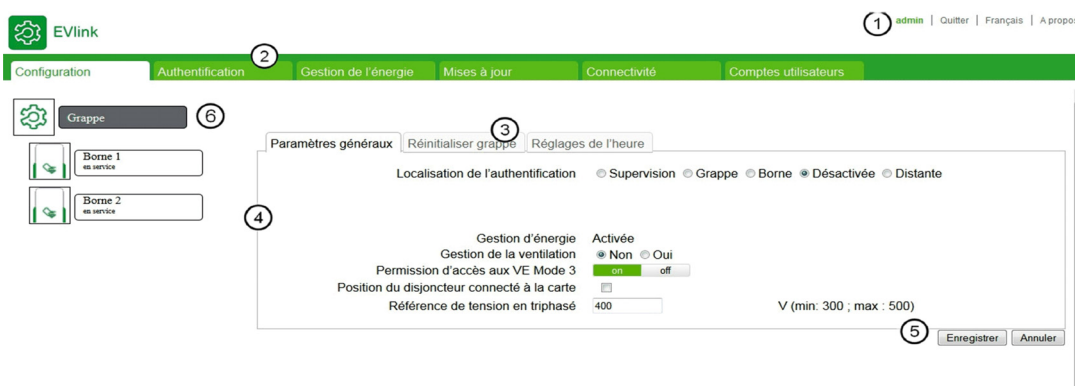 EVlink
1 admin | Quitter | Français | A propos
2
Configuration Authentification Gestion de l'énergie Mises à jour Connectivité Comptes utilisateurs
Grappe 6
Borne 1
en service
Borne 2
en service
3
Paramètres généraux Réinitialiser grappe Réglages de l'heure
Localisation de l'authentification Supervision Grappe Borne Désactivée Distante
4
Gestion d'énergie Activée
Gestion de la ventilation Non Oui
Permission d'accès aux VE Mode 3 on off
Position du disjoncteur connecté à la carte
Référence de tension en triphasé 400 V (min: 300 ; max : 500)
5 Enregistrer Annuler